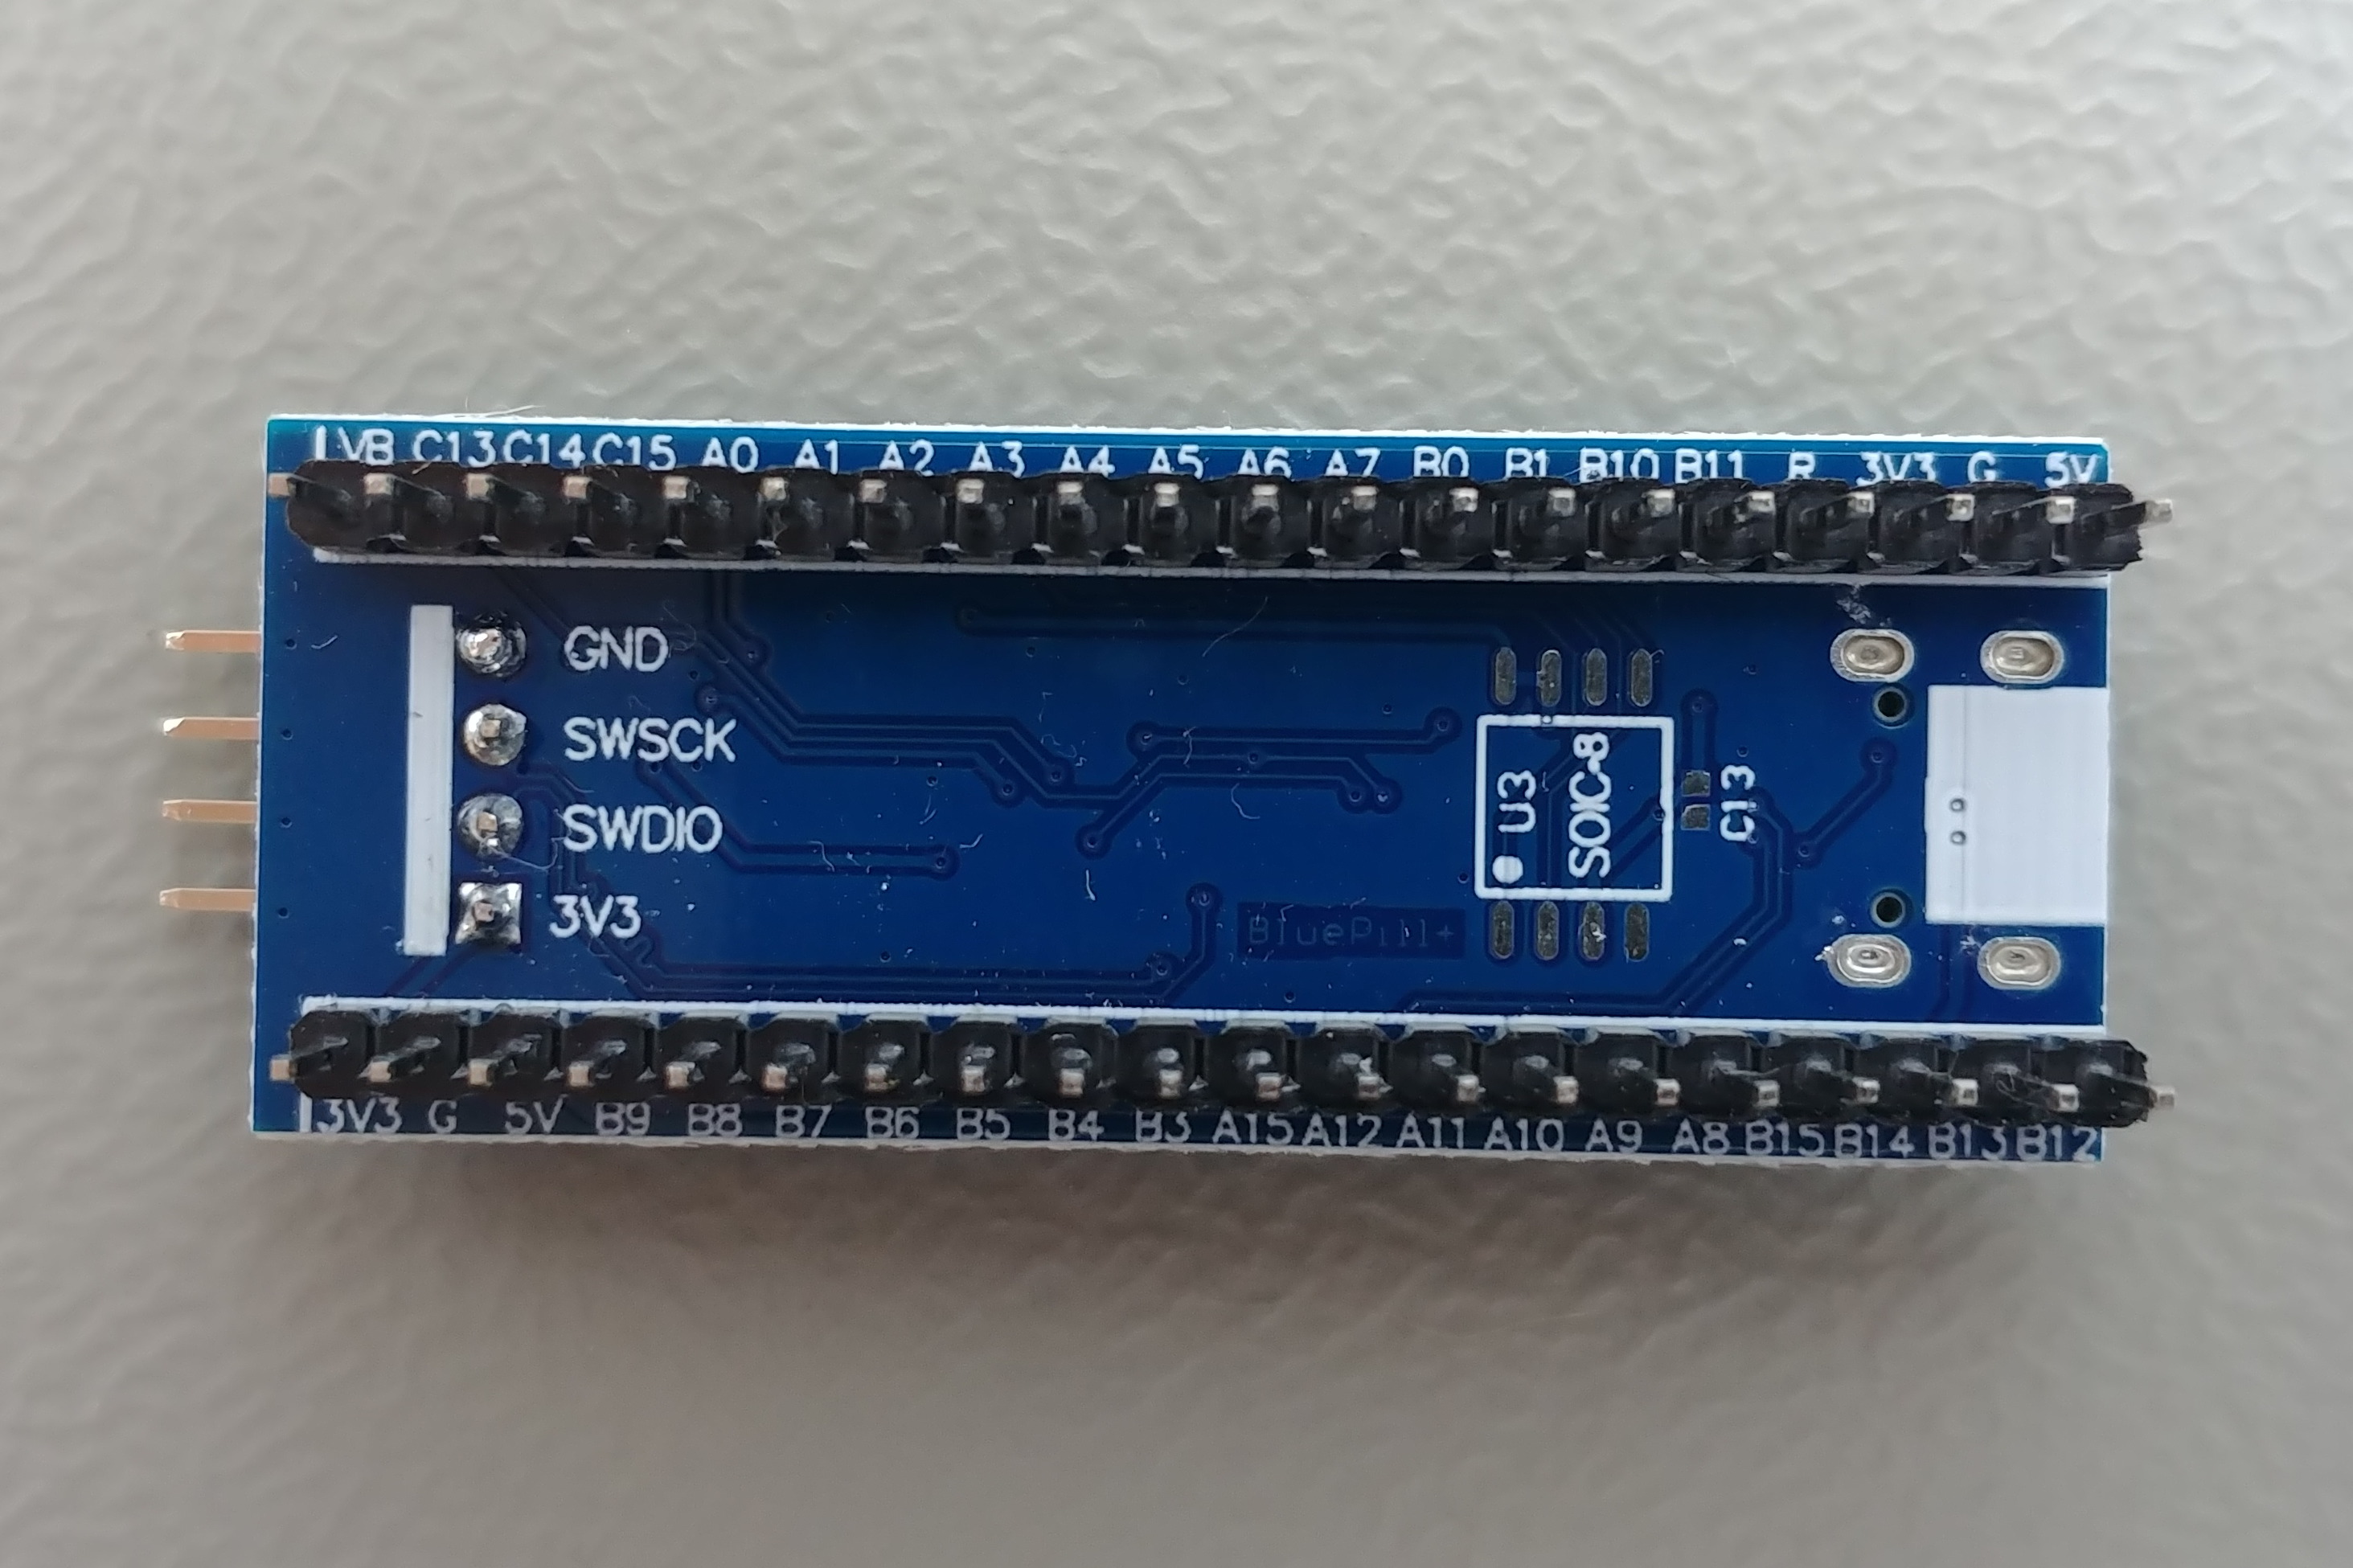 VB C13 C14 C15 A0 A1 A2 A3 A4 A5 A6 A7 B0 B1 B10 B11 R 3V3 G 5V
GND
SWSCK
SWDIO
3V3
U3
SOIC-8
C13
BluePill+
3V3 G 5V B9 B8 B7 B6 B5 B4 B3 A15 A12 A11 A10 A9 A8 B15 B14 B13 B12